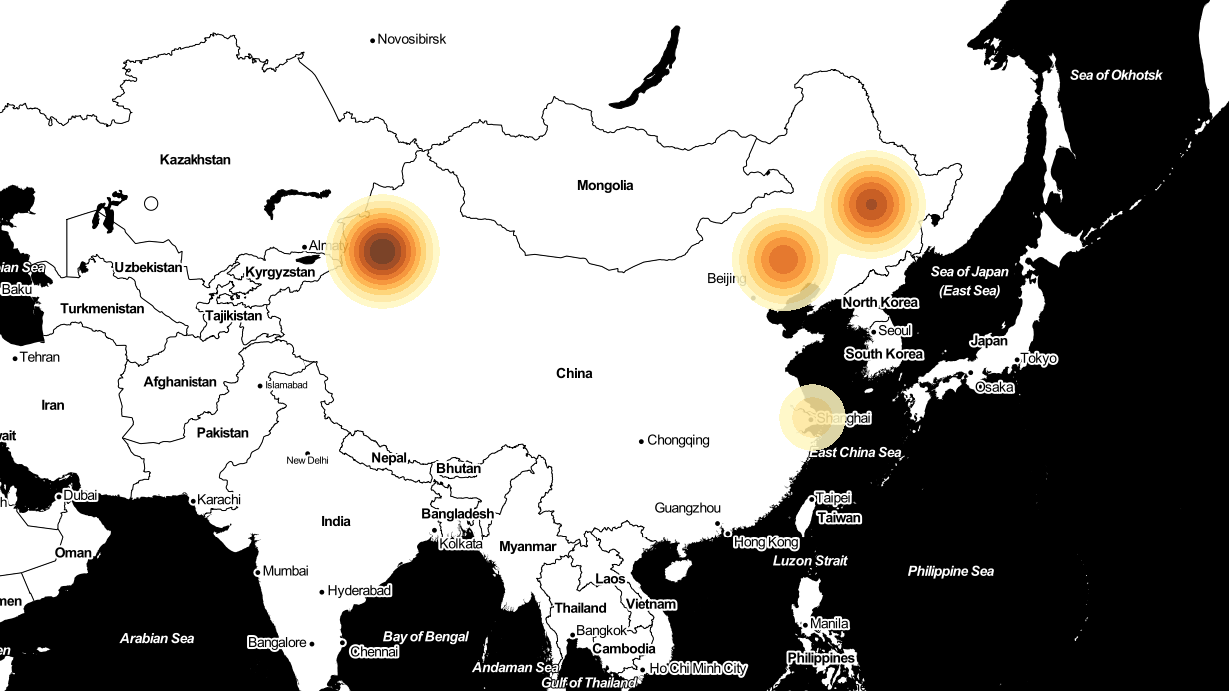 Novosibirsk
Sea of Okhotsk
Kazakhstan
Mongolia
Almaty
Uzbekistan
Kyrgyzstan
ian Sea
Baku
Beijing
Sea of Japan
(East Sea)
Turkmenistan
Tajikistan
North Korea
Seoul
South Korea
Japan
Tokyo
Tehran
Osaka
China
Afghanistan
Islamabad
Iran
Pakistan
Shanghai
East China Sea
ait
Chongqing
New Delhi
Nepal
Bhutan
Dubai
Karachi
Taipei
Taiwan
Guangzhou
Hong Kong
India
Bangladesh
Kolkata
Myanmar
Oman
Luzon Strait
Philippine Sea
Mumbai
Laos
Hyderabad
men
Thailand
Vietnam
Manila
Arabian Sea
Bangalore
Chennai
Bay of Bengal
Bangkok
Cambodia
Philippines
en
Andaman Sea
Ho Chi Minh City
Gulf of Thailand